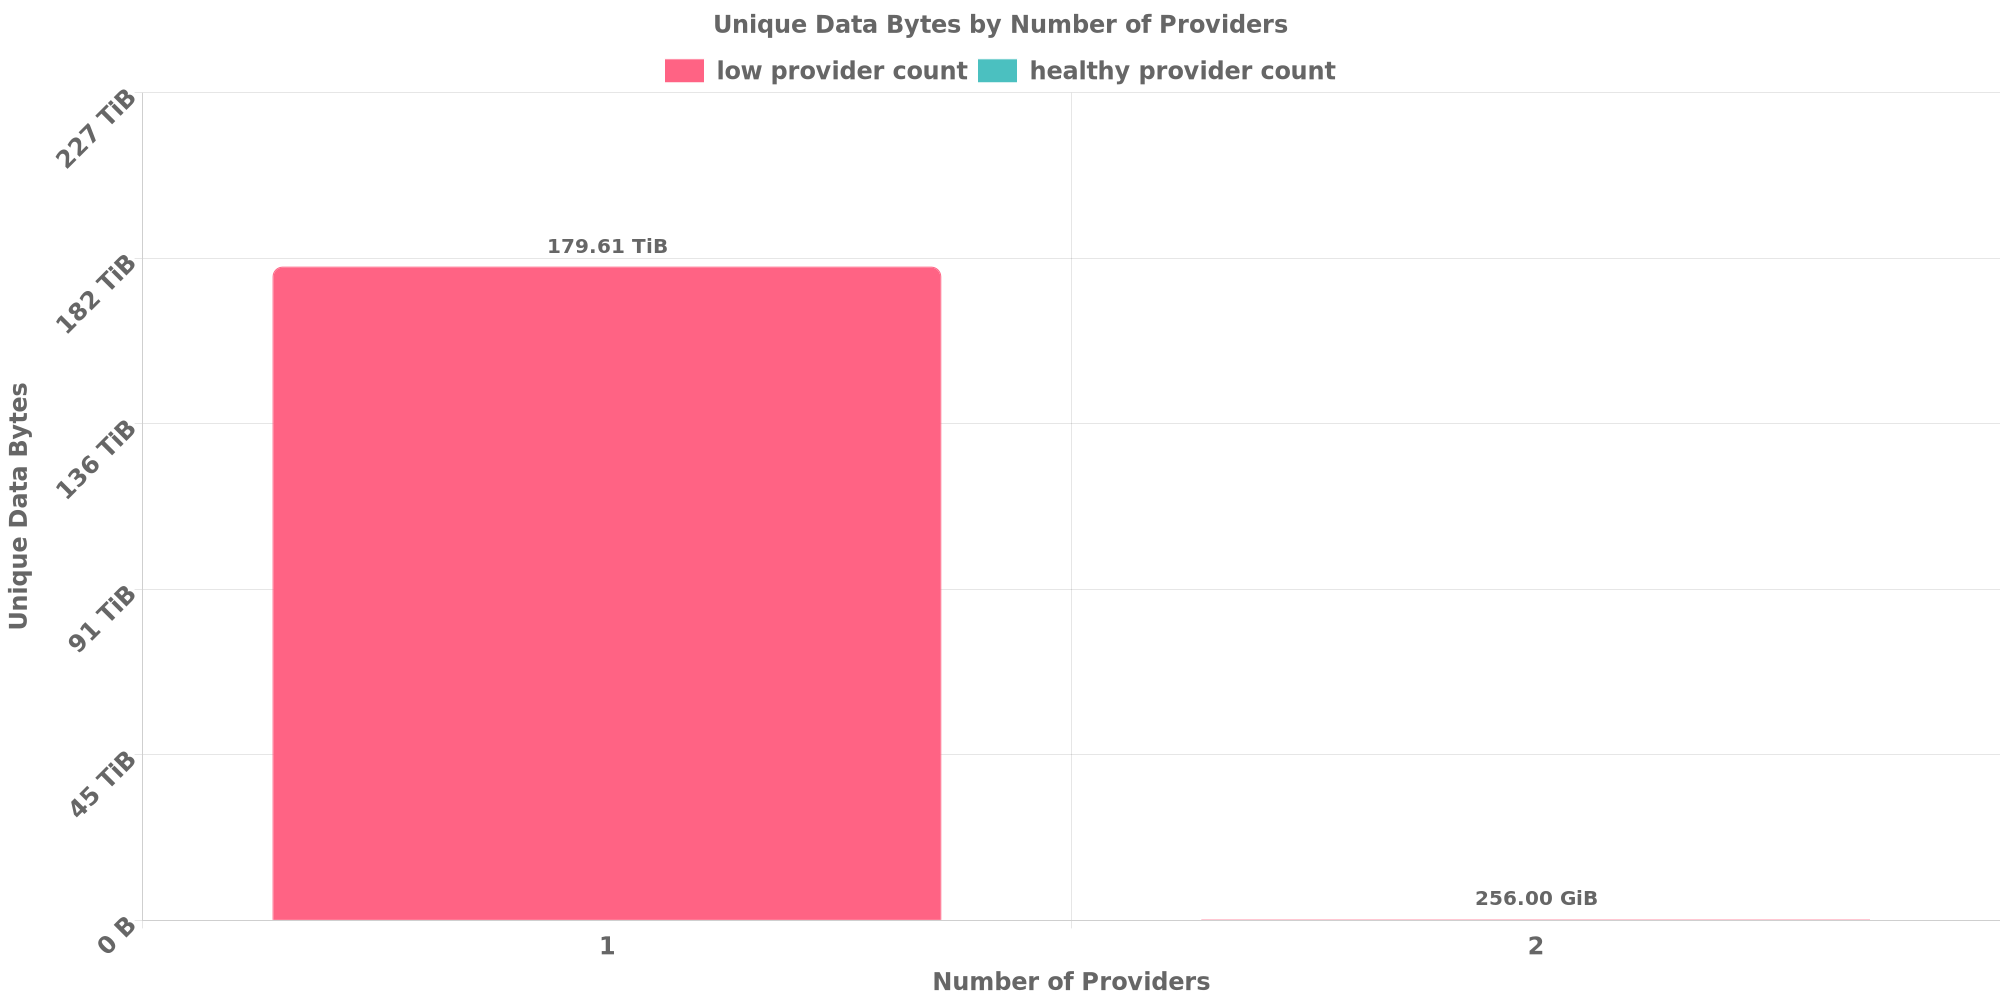 Unique Data Bytes by Number of Providers
low provider count healthy provider count
227 TiB
182 TiB
136 TiB
91 TiB
45 TiB
0 B
Unique Data Bytes
179.61 TiB
256.00 GiB
1 2
Number of Providers